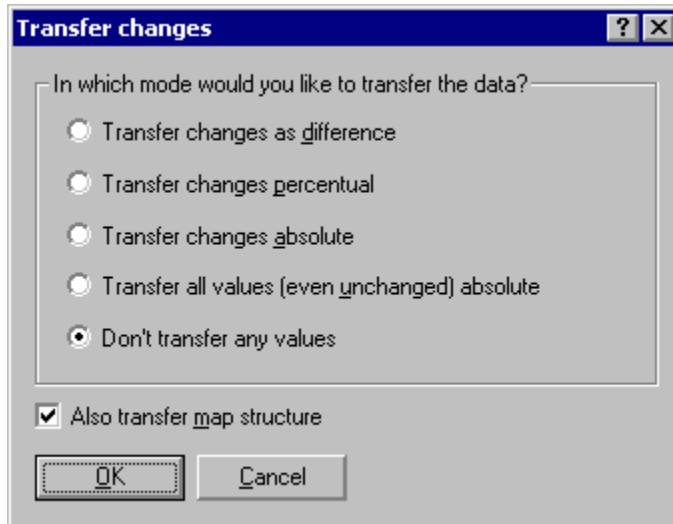 Transfer changes
In which mode would you like to transfer the data?
Transfer changes as difference
Transfer changes percentual
Transfer changes absolute
Transfer all values (even unchanged) absolute
Don't transfer any values
Also transfer map structure
OK Cancel